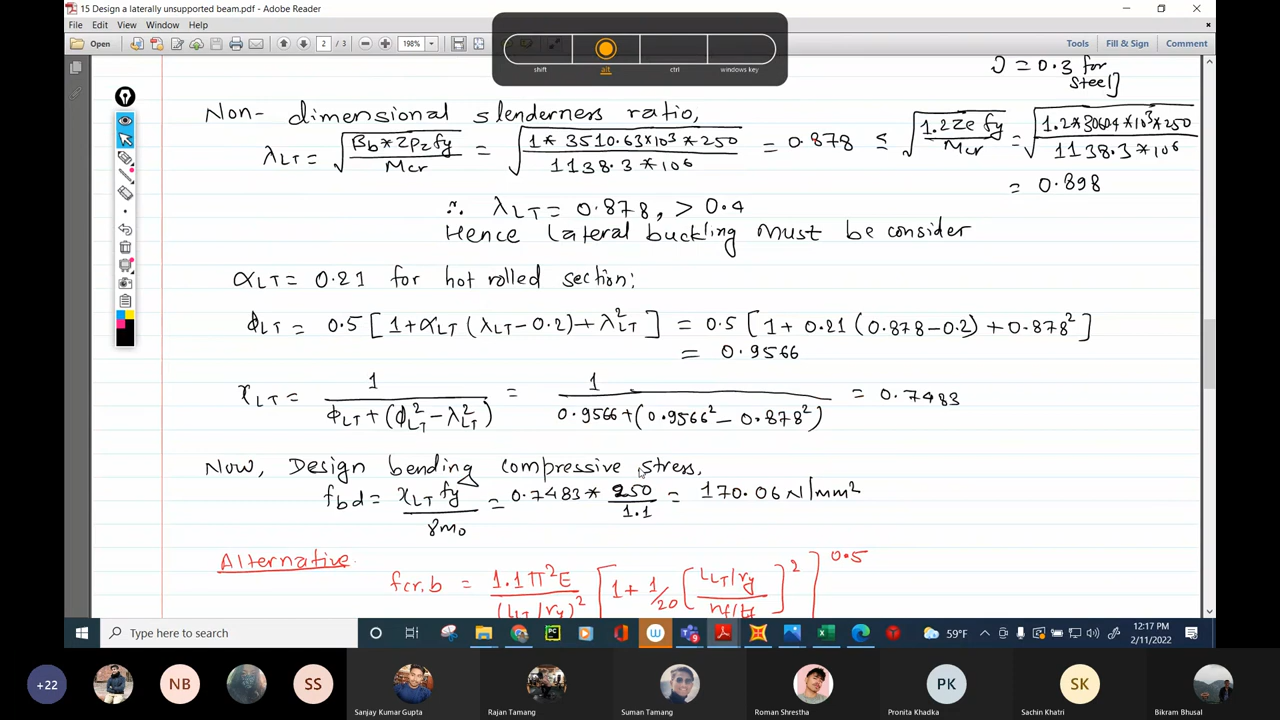 15 Design a laterally unsupported beam.pdf - Adobe Reader
File Edit View Window Help
Open 2 / 3 198% Tools Fill & Sign Comment
shift alt ctrl windows key
υ = 0.3 for
steel]
Non-dimensional slenderness ratio,
λLT = √(βb*Zpz fy / Mcr) = √(1* 3510.63×10³*250 / 1138.3*10⁶) = 0.878 ≤ √(1.2Ze fy / Mcr) = √(1.2*30604*10³*250 / 1138.3*10⁶)
= 0.898
∴ λLT = 0.878, > 0.4
Hence lateral buckling must be consider
αLT = 0.21 for hot rolled section;
ϕLT = 0.5 [1+αLT (λLT-0.2)+λ²LT] = 0.5 [1+ 0.21 (0.878-0.2) + 0.878²]
= 0.9566
χLT = 1 / (ϕLT + (ϕ²LT - λ²LT)) = 1 / (0.9566+(0.9566² - 0.878²)) = 0.7483
Now, Design bending compressive stress,
fbd = χLT fy / γm0 = 0.7483* 250 / 1.1 = 170.06 N/mm²
Alternative
fcr,b = 1.1π²E / (LLT/ry)² [1+ 1/20 [LLT/ry / hf/tf]²]^0.5
Type here to search 59°F 12:17 PM
2/11/2022
+22 NB SS PK SK
Sanjay Kumar Gupta Rajan Tamang Suman Tamang Roman Shrestha Pronita Khadka Sachin Khatri Bikram Bhusal